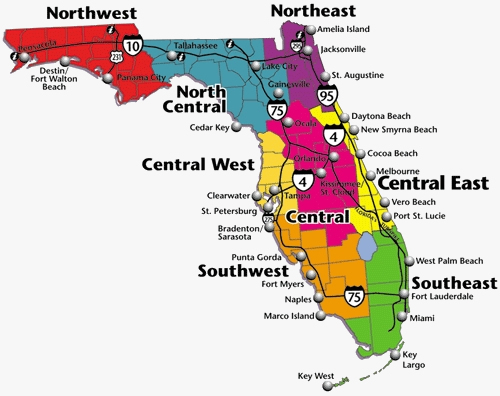 Northwest
Northeast
Amelia Island
Jacksonville
295
10
Pensacola
Tallahassee
231
Lake City
St. Augustine
Destin/
Fort Walton
Beach
Panama City
Gainesville
95
North
Central
75
Daytona Beach
Ocala
New Smyrna Beach
Cedar Key
4
Cocoa Beach
Central West
Orlando
Melbourne
Kissimmee/
St. Cloud
4
Central East
Clearwater
Tampa
Vero Beach
St. Petersburg
Central
Port St. Lucie
275
Bradenton/
Sarasota
Punta Gorda
West Palm Beach
Southwest
Southeast
Fort Myers
75
Fort Lauderdale
Naples
Marco Island
Miami
Key
Largo
Key West